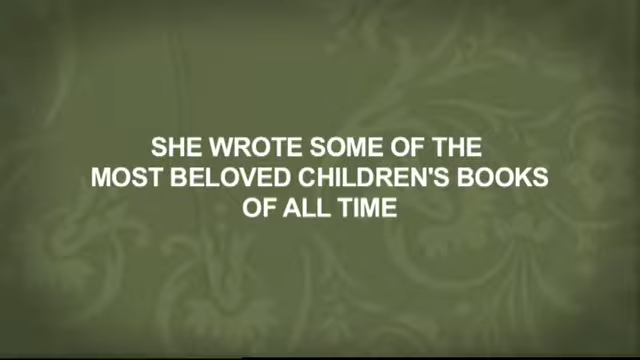 SHE WROTE SOME OF THE
MOST BELOVED CHILDREN'S BOOKS
OF ALL TIME